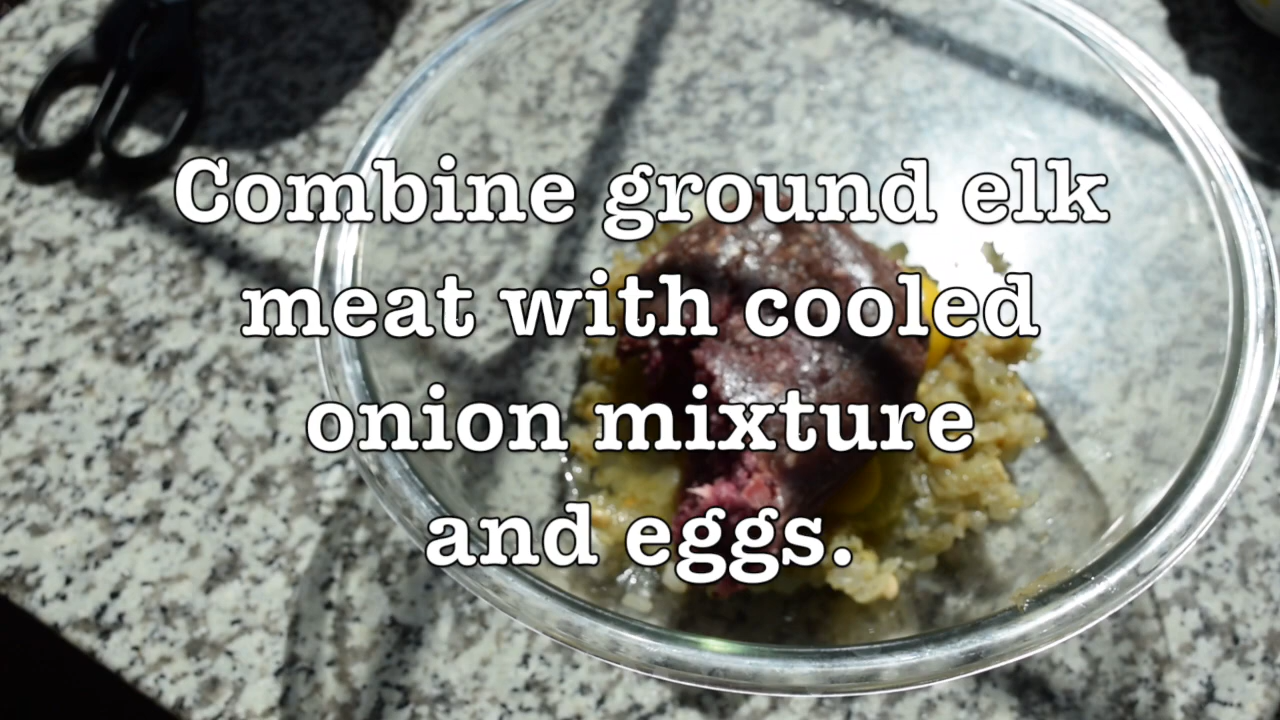 Combine ground elk
meat with cooled
onion mixture
and eggs.